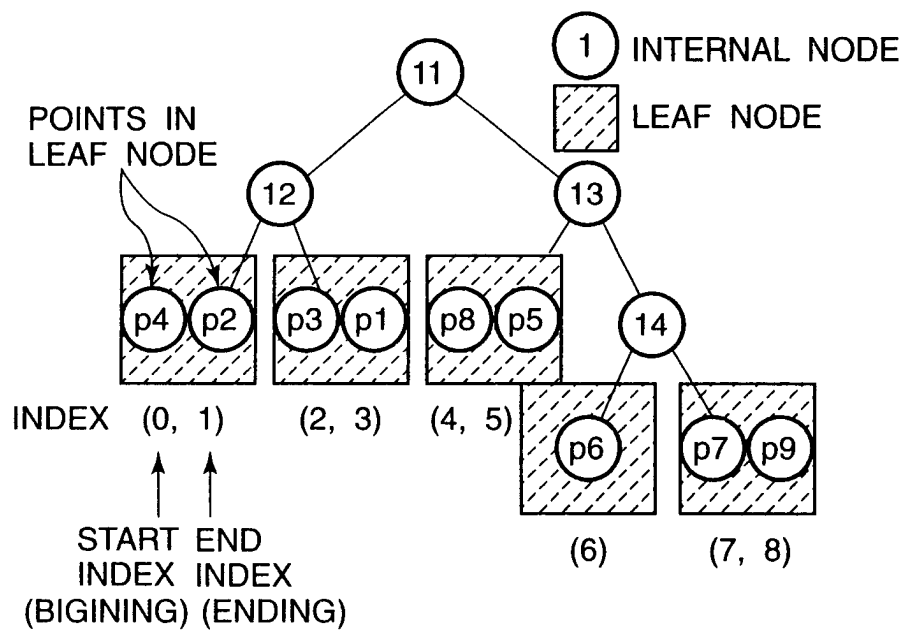 11
1 INTERNAL NODE
LEAF NODE
POINTS IN
LEAF NODE
12
13
p4 p2 p3 p1 p8 p5
14
INDEX (0, 1) (2, 3) (4, 5)
p6 p7 p9
(6) (7, 8)
START END
INDEX INDEX
(BIGINING) (ENDING)